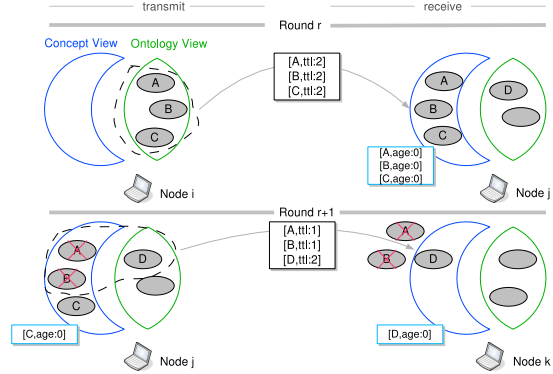 transmit
receive
Round r
Concept View
Ontology View
A
B
C
[A,ttl:2]
[B,ttl:2]
[C,ttl:2]
A
B
C
D
[A,age:0]
[B,age:0]
[C,age:0]
Node i
Node j
Round r+1
A
B
C
D
[A,ttl:1]
[B,ttl:1]
[D,ttl:2]
A
B
D
[C,age:0]
[D,age:0]
Node j
Node k